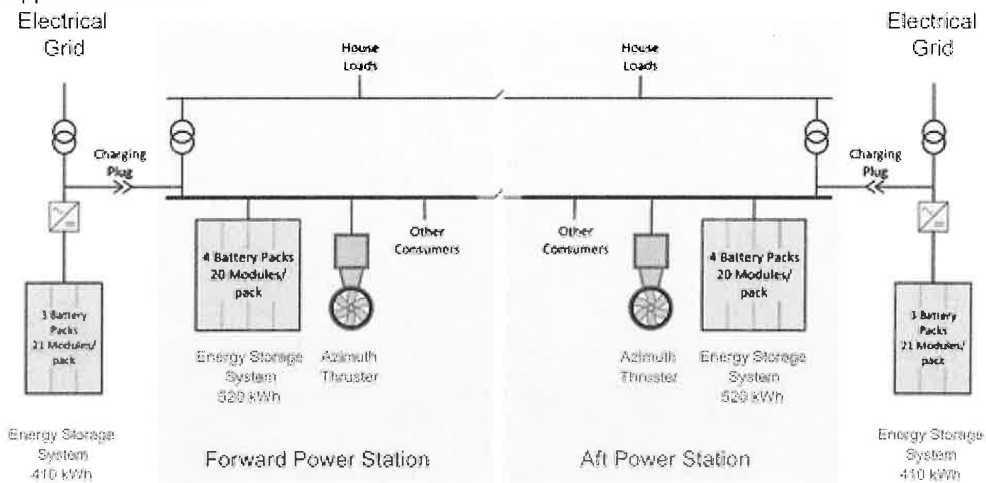 Electrical
Grid
House
Loads
House
Loads
Electrical
Grid
Charging
Plug
Charging
Plug
4 Battery Packs
20 Modules/
pack
Other
Consumers
Other
Consumers
4 Battery Packs
20 Modules/
pack
3 Battery
Packs
21 Modules/
pack
3 Battery
Packs
21 Modules/
pack
Energy Storage
System
520 kWh
Azimuth
Thruster
Azimuth
Thruster
Energy Storage
System
520 kWh
Energy Storage
System
410 kWh
Forward Power Station
Aft Power Station
Energy Storage
System
410 kWh